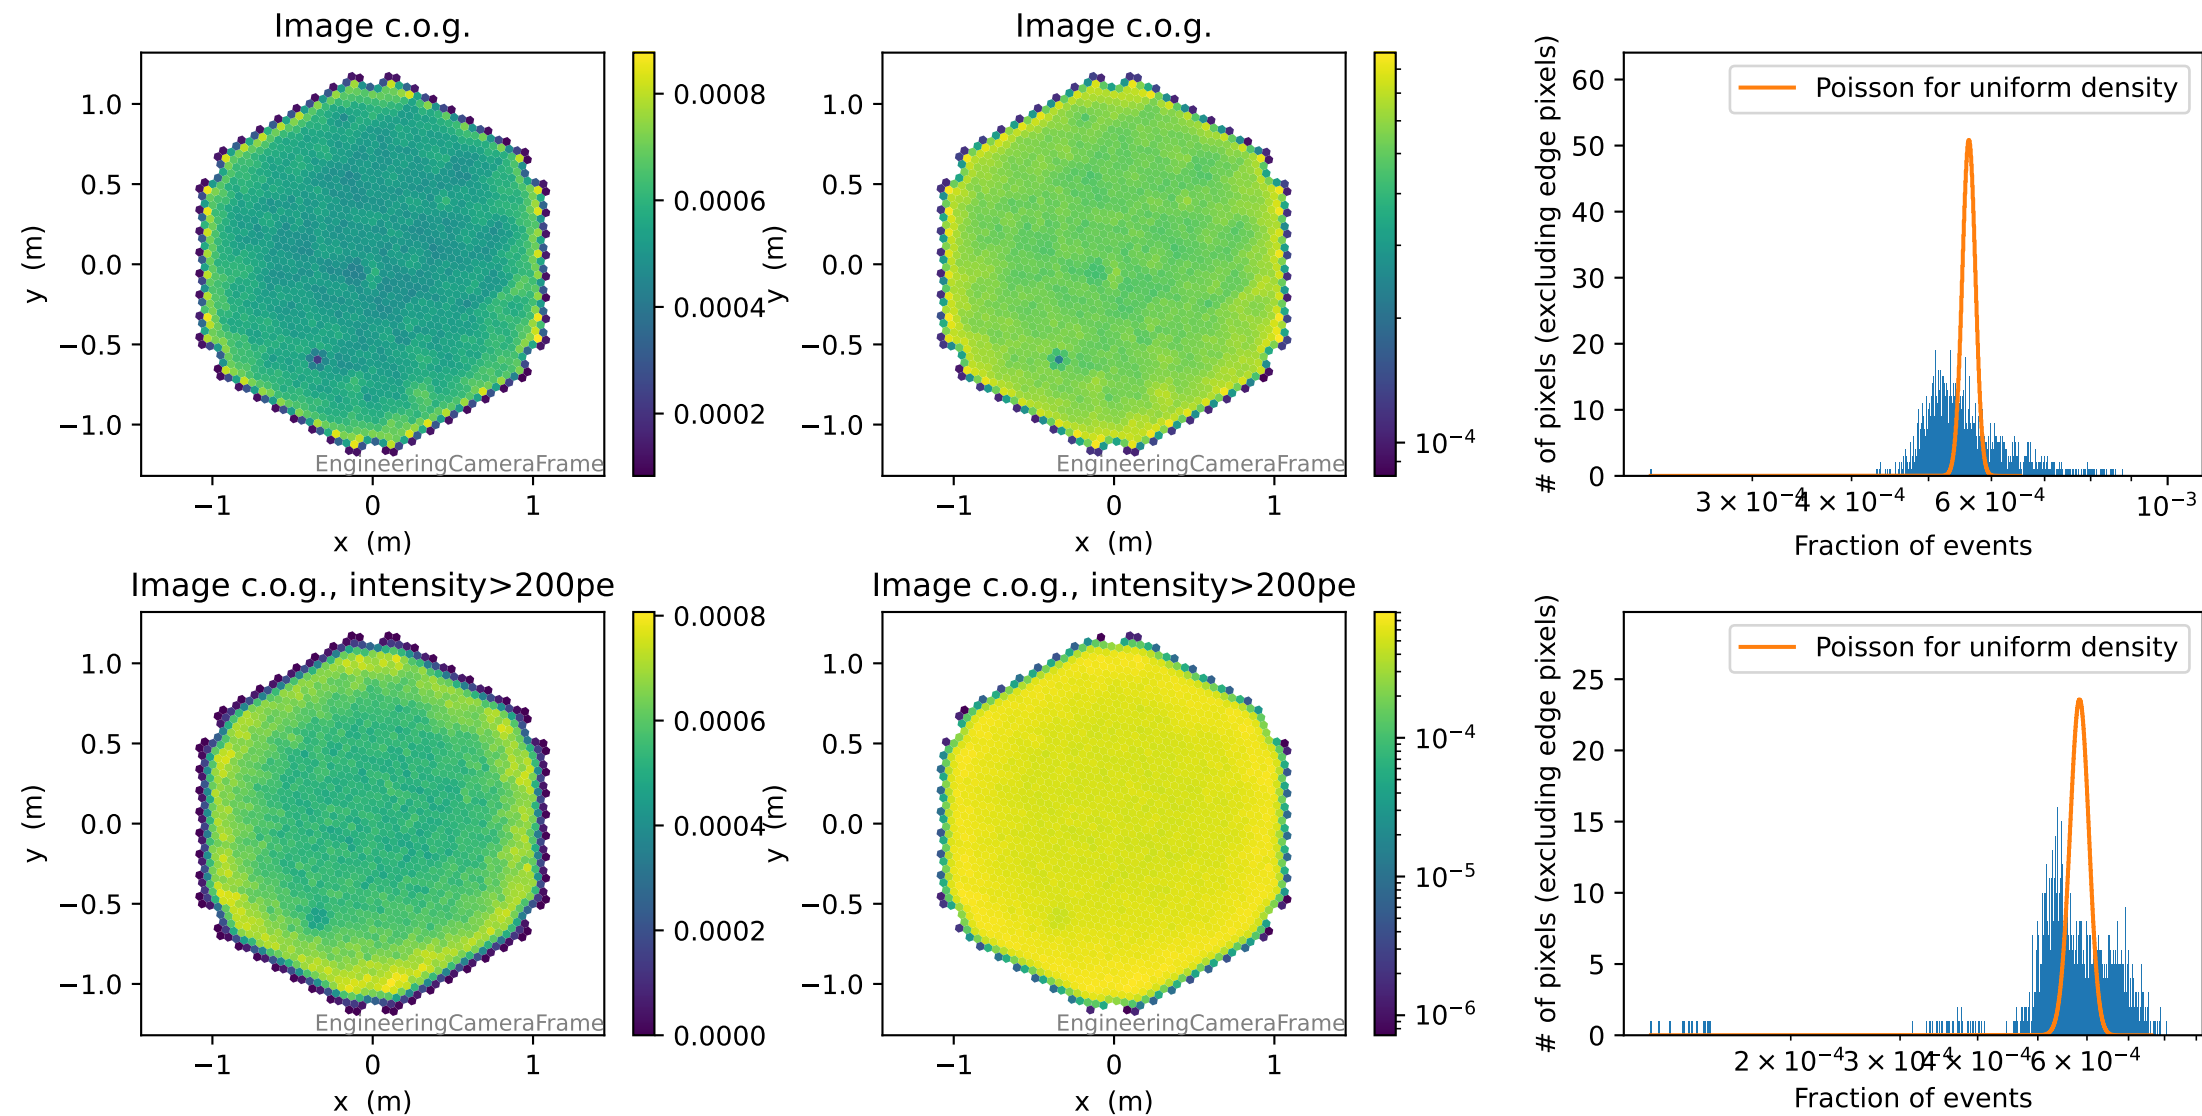 Image c.o.g.
1.0
0.5
0.0
−0.5
−1.0
y (m)
−1
0
1
x (m)
EngineeringCameraFrame
0.0008
0.0006
0.0004
0.0002
Image c.o.g.
1.0
0.5
0.0
−0.5
−1.0
y (m)
−1
0
1
x (m)
EngineeringCameraFrame
10⁻⁴
# of pixels (excluding edge pixels)
60
50
40
30
20
10
0
Poisson for uniform density
3 × 10⁻⁴
4 × 10⁻⁴
6 × 10⁻⁴
10⁻³
Fraction of events
Image c.o.g., intensity>200pe
1.0
0.5
0.0
−0.5
−1.0
y (m)
−1
0
1
x (m)
EngineeringCameraFrame
0.0008
0.0006
0.0004
0.0002
0.0000
Image c.o.g., intensity>200pe
1.0
0.5
0.0
−0.5
−1.0
y (m)
−1
0
1
x (m)
EngineeringCameraFrame
10⁻⁴
10⁻⁵
10⁻⁶
# of pixels (excluding edge pixels)
25
20
15
10
5
0
Poisson for uniform density
2 × 10⁻⁴
3 × 10⁻⁴
4 × 10⁻⁴
6 × 10⁻⁴
Fraction of events